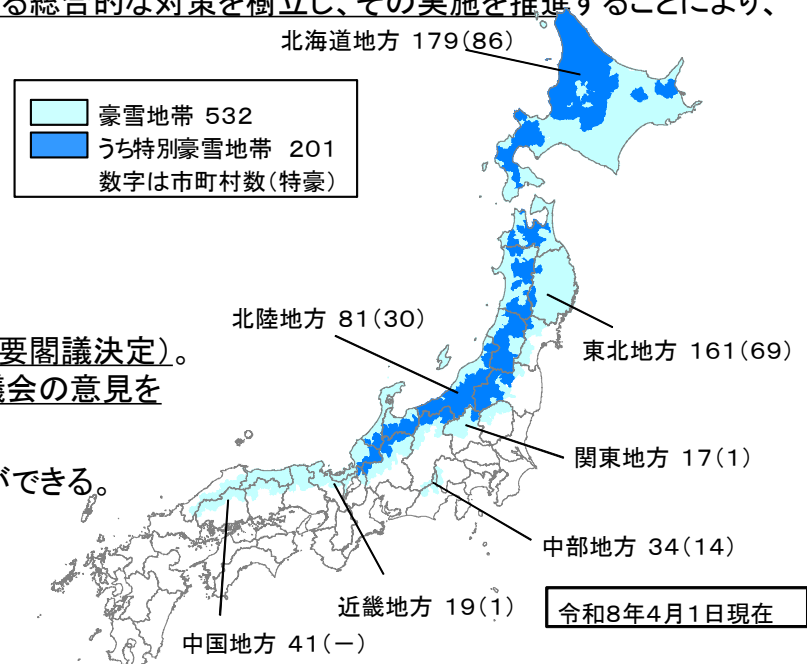 る総合的な対策を樹立し、その実施を推進することにより、
北海道地方 179(86)
豪雪地帯 532
うち特別豪雪地帯 201
数字は市町村数(特豪)
北陸地方 81(30)
要閣議決定)。
東北地方 161(69)
議会の意見を
関東地方 17(1)
ができる。
中部地方 34(14)
近畿地方 19(1)
令和8年4月1日現在
中国地方 41(-)